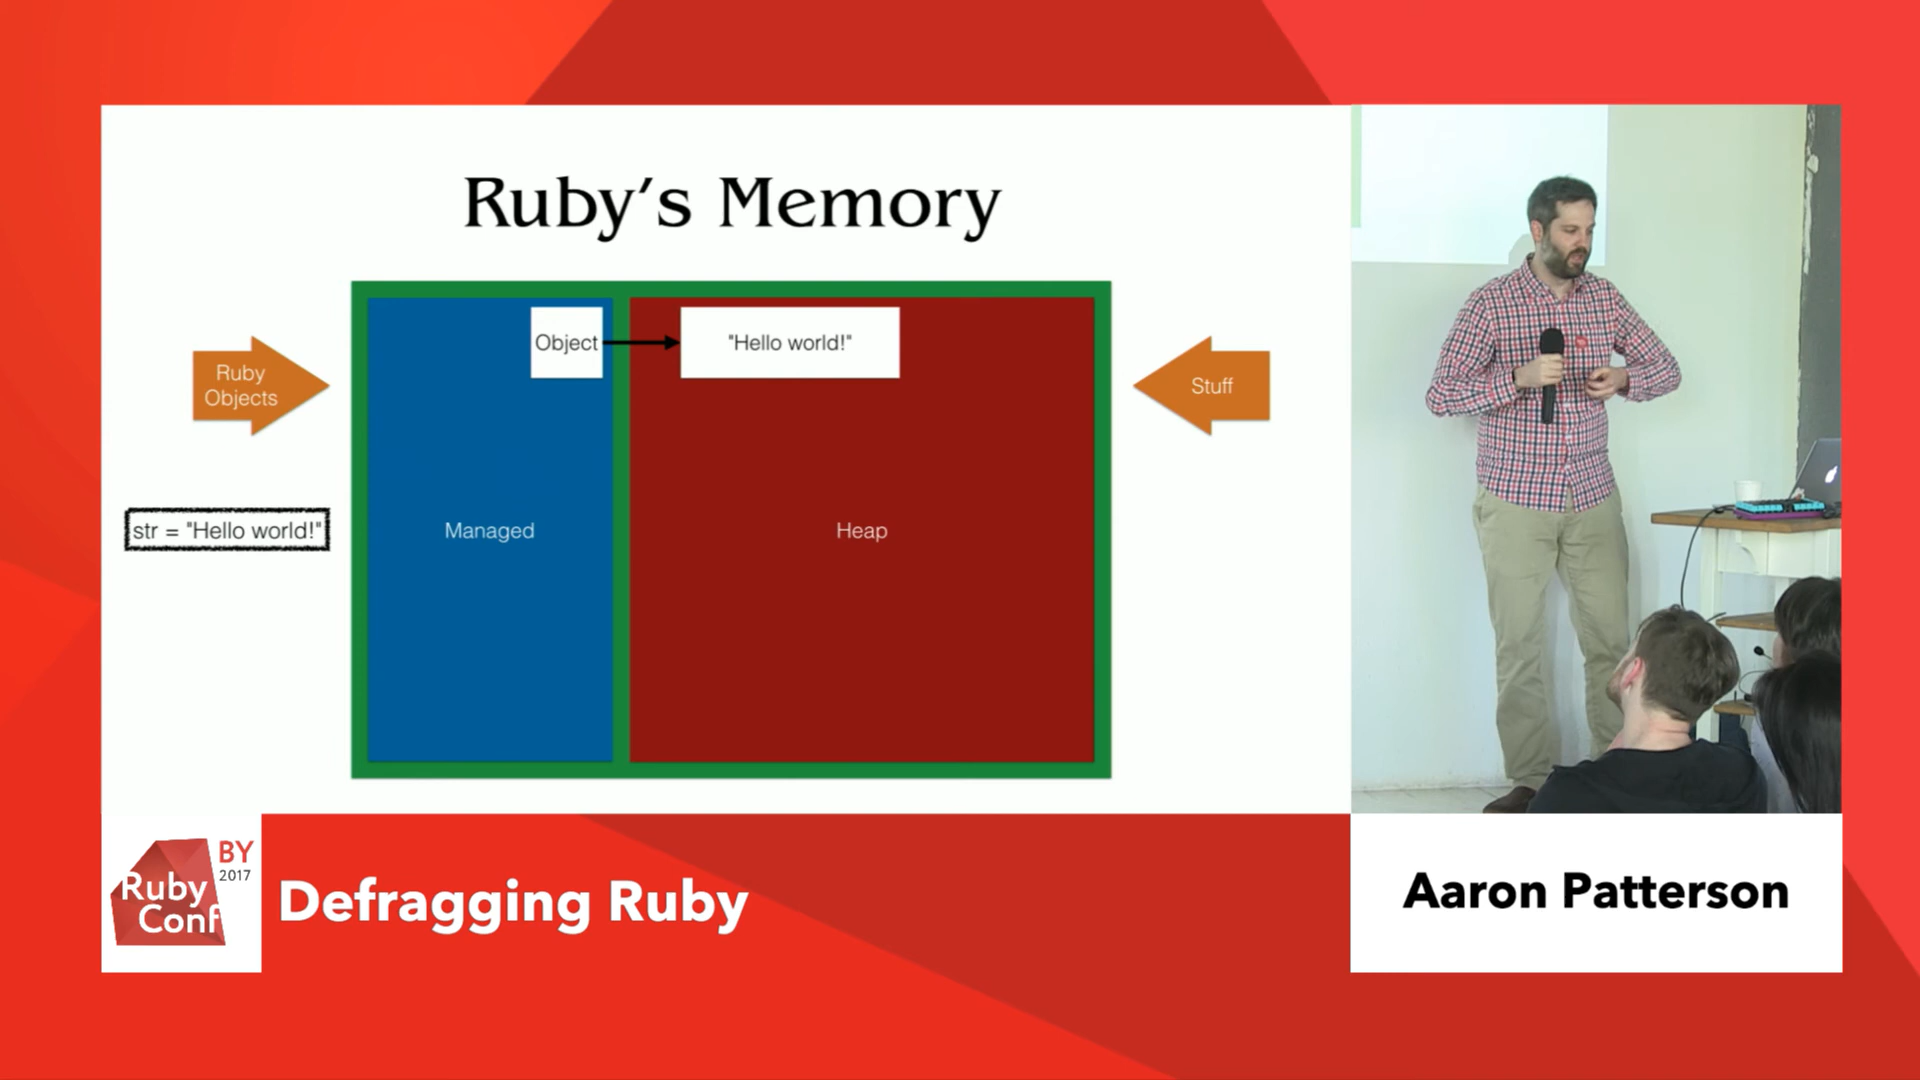 Ruby's Memory
Ruby
Objects
Object
"Hello world!"
Stuff
str = "Hello world!"
Managed
Heap
BY
2017
Ruby
Conf
Defragging Ruby
Aaron Patterson